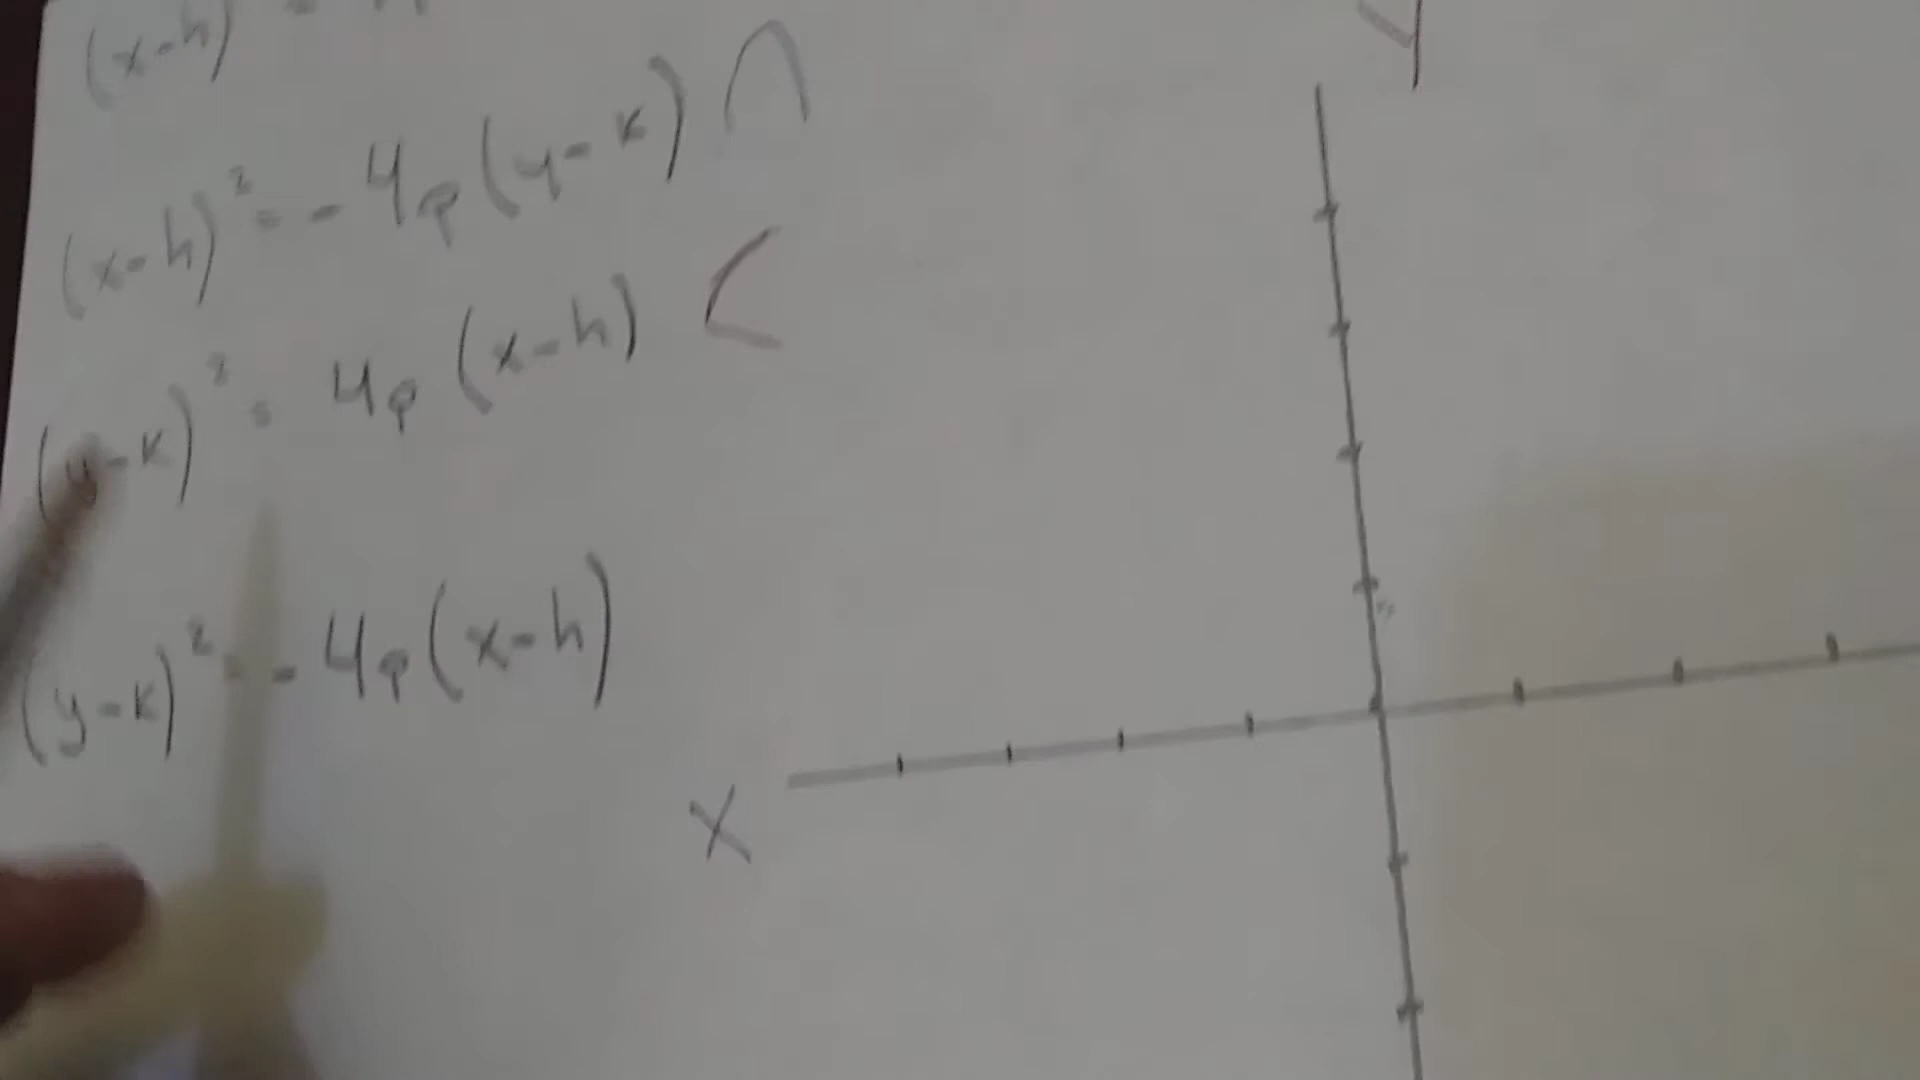 (x-h)
Y
(x-h)² = -4p(y-k)
(y-k)² = 4p(x-h)
(y-k)² = -4p(x-h)
X